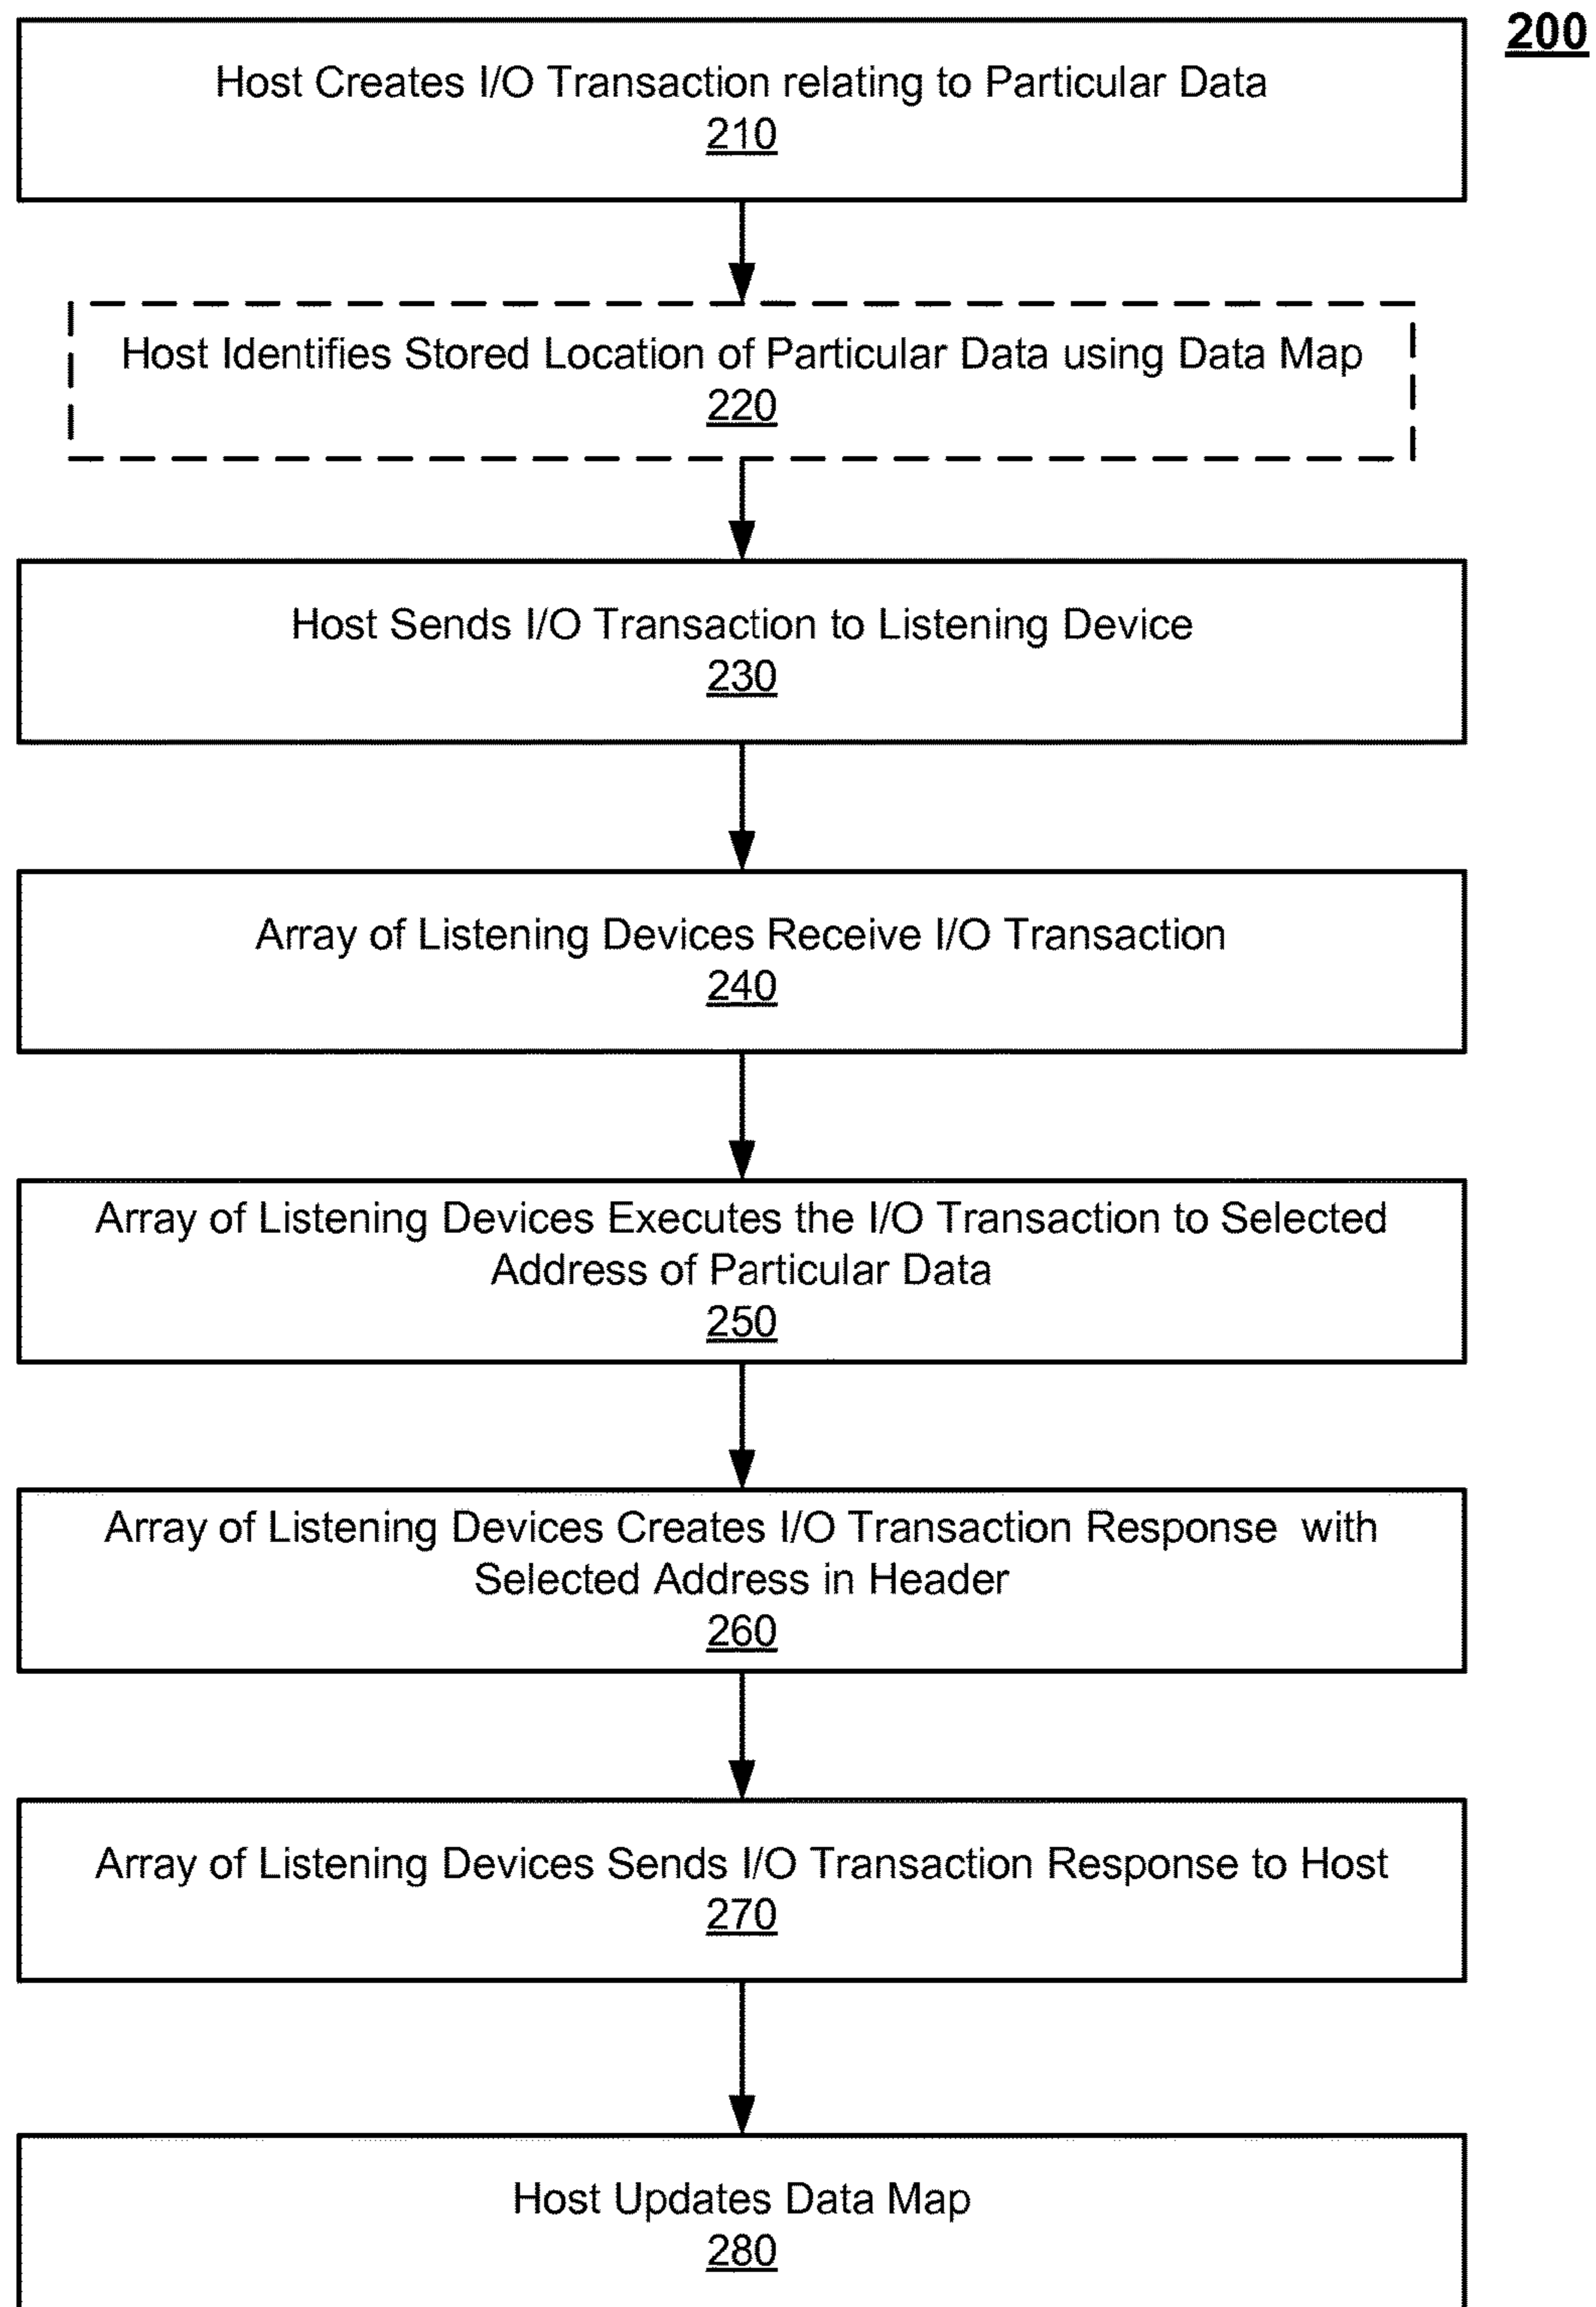 200
Host Creates I/O Transaction relating to Particular Data
210
Host Identifies Stored Location of Particular Data using Data Map
220
Host Sends I/O Transaction to Listening Device
230
Array of Listening Devices Receive I/O Transaction
240
Array of Listening Devices Executes the I/O Transaction to Selected
Address of Particular Data
250
Array of Listening Devices Creates I/O Transaction Response with
Selected Address in Header
260
Array of Listening Devices Sends I/O Transaction Response to Host
270
Host Updates Data Map
280